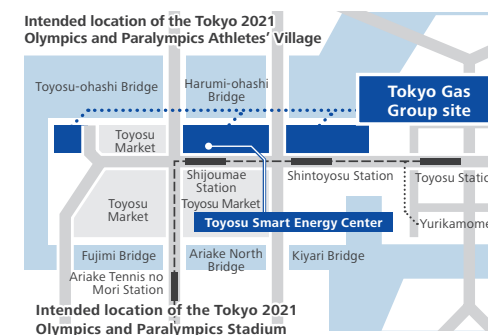 Intended location of the Tokyo 2021
Olympics and Paralympics Athletes' Village
Toyosu-ohashi Bridge
Harumi-ohashi
Bridge
Tokyo Gas
Group site
Toyosu
Market
Shijoumae
Station
Shintoyosu Station
Toyosu Static
Toyosu
Market
Toyosu Market
Toyosu Smart Energy Center
Yurikamome
Fujimi Bridge
Ariake North
Bridge
Kiyari Bridge
Ariake Tennis no
Mori Station
Intended location of the Tokyo 2021
Olympics and Paralympics Stadium